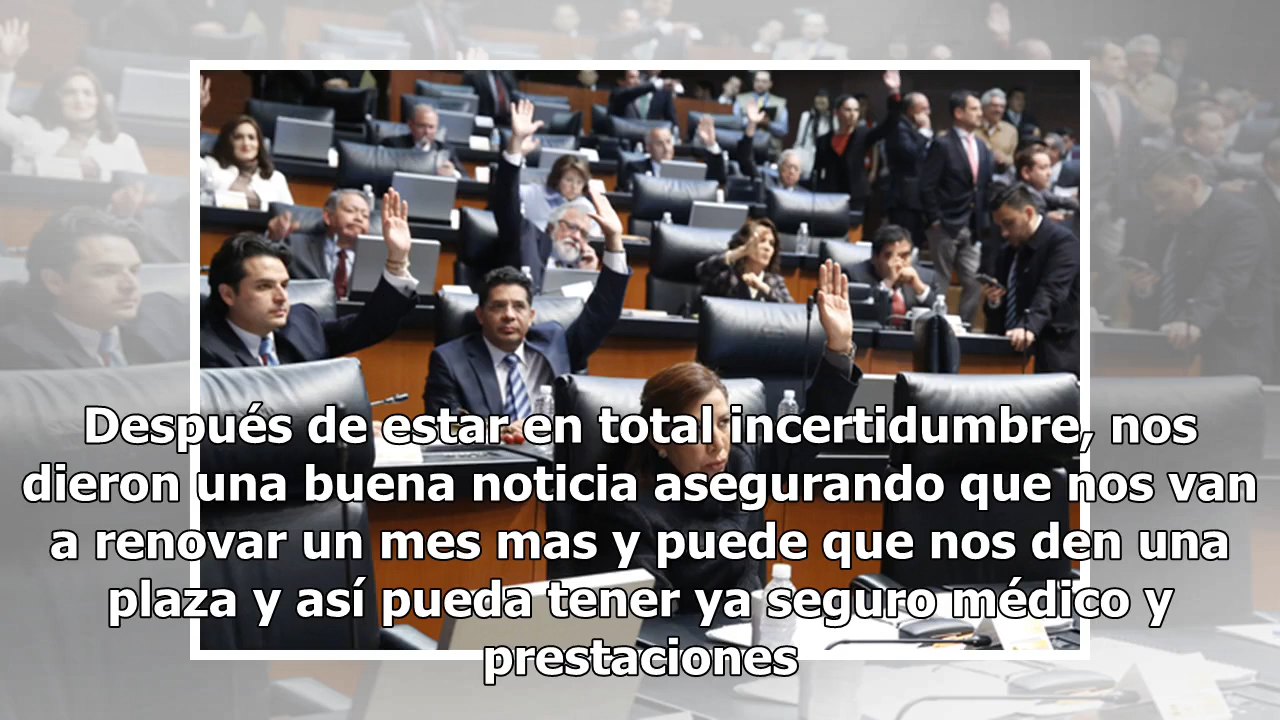 Después de estar en total incertidumbre, nos
dieron una buena noticia asegurando que nos van
a renovar un mes mas y puede que nos den una
plaza y así pueda tener ya seguro médico y
prestaciones